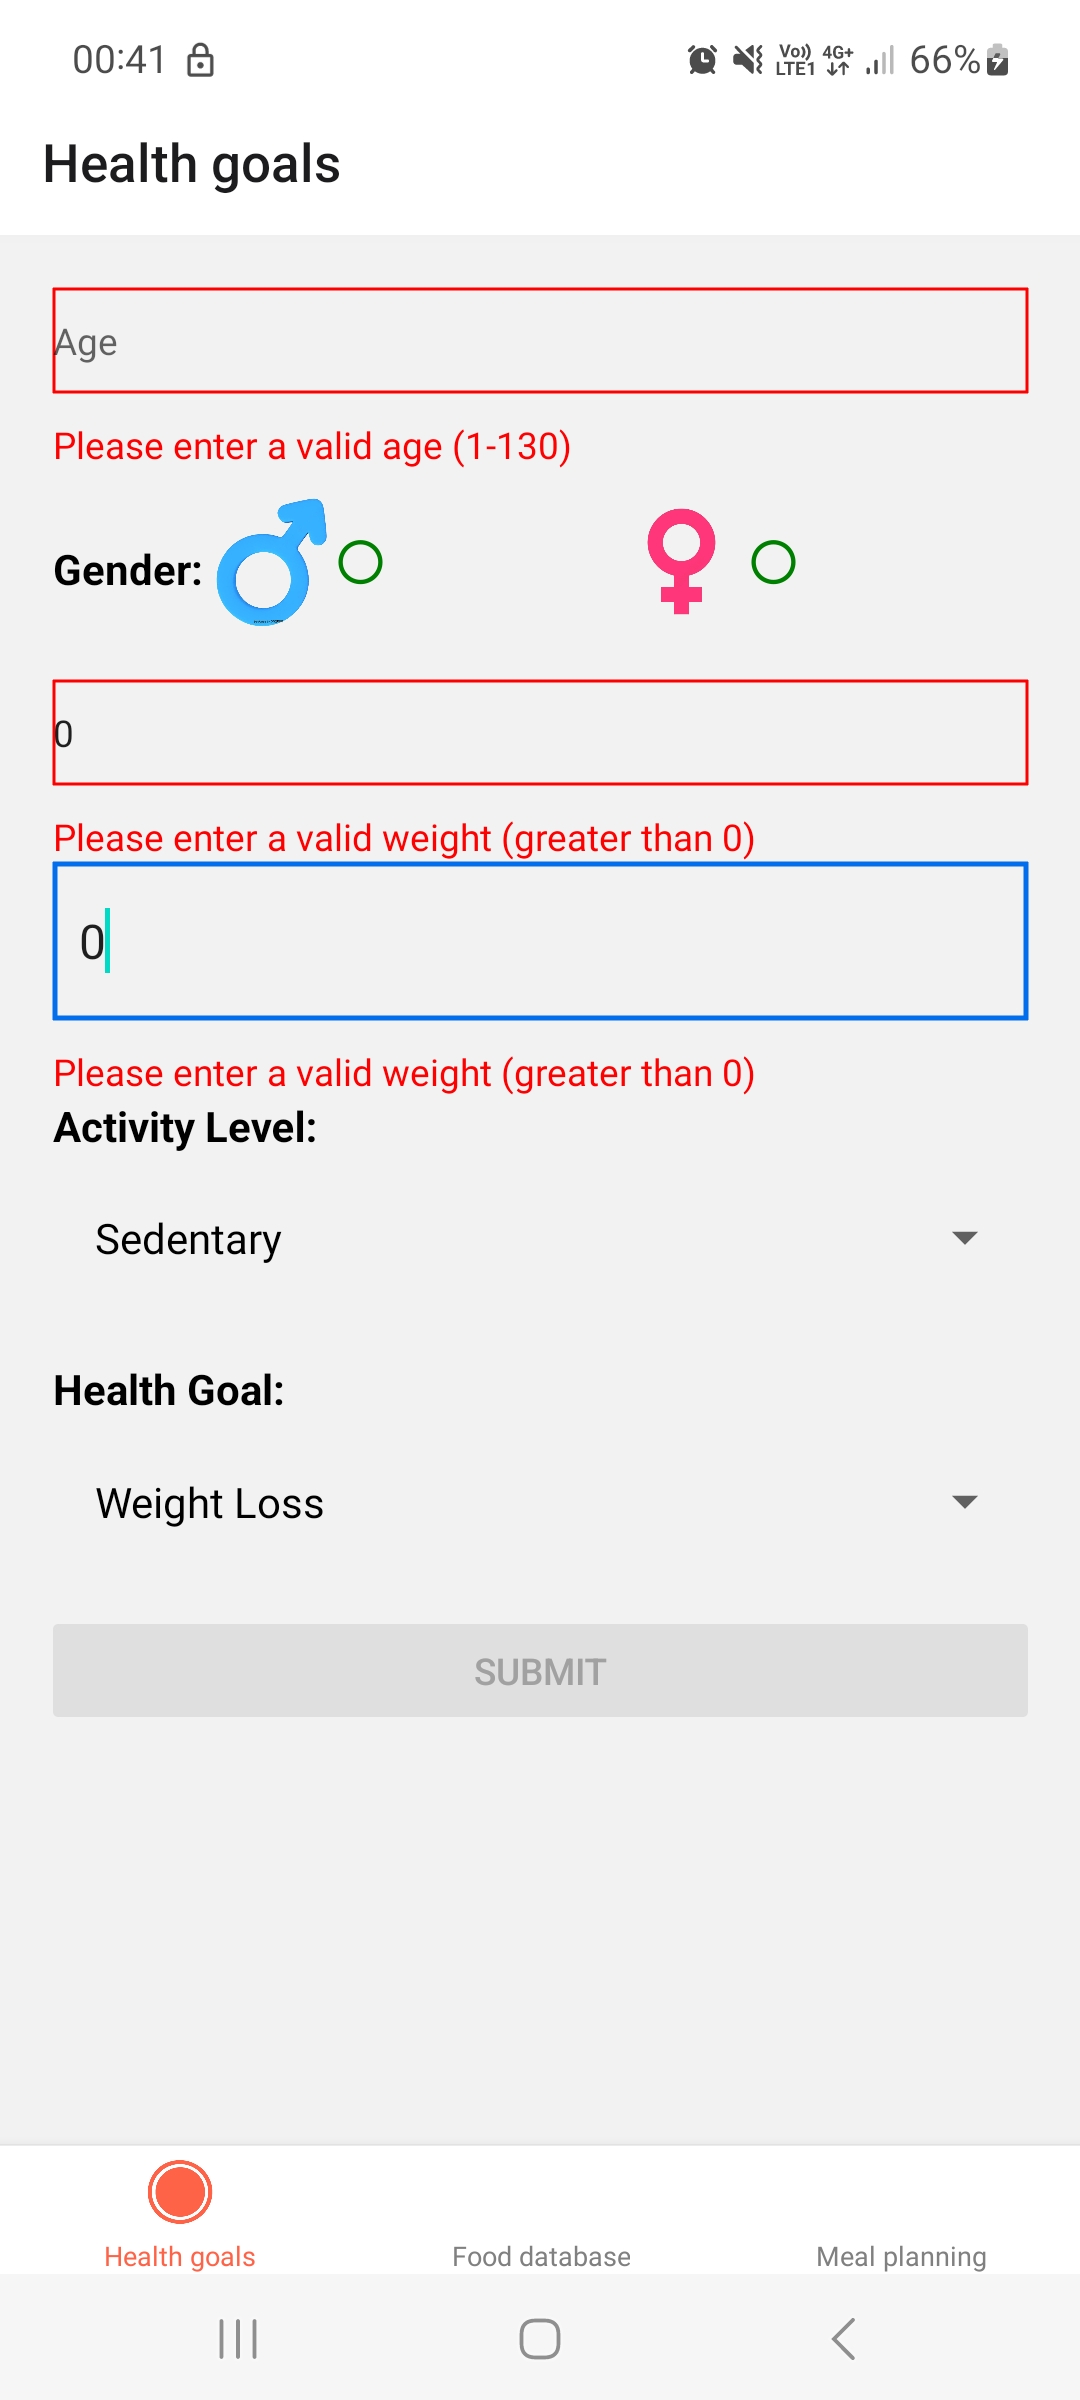 00:41
Vo)) LTE1 4G+ 66%
Health goals
Age
Please enter a valid age (1-130)
Gender:
0
Please enter a valid weight (greater than 0)
0
Please enter a valid weight (greater than 0)
Activity Level:
Sedentary
Health Goal:
Weight Loss
SUBMIT
Health goals
Food database
Meal planning